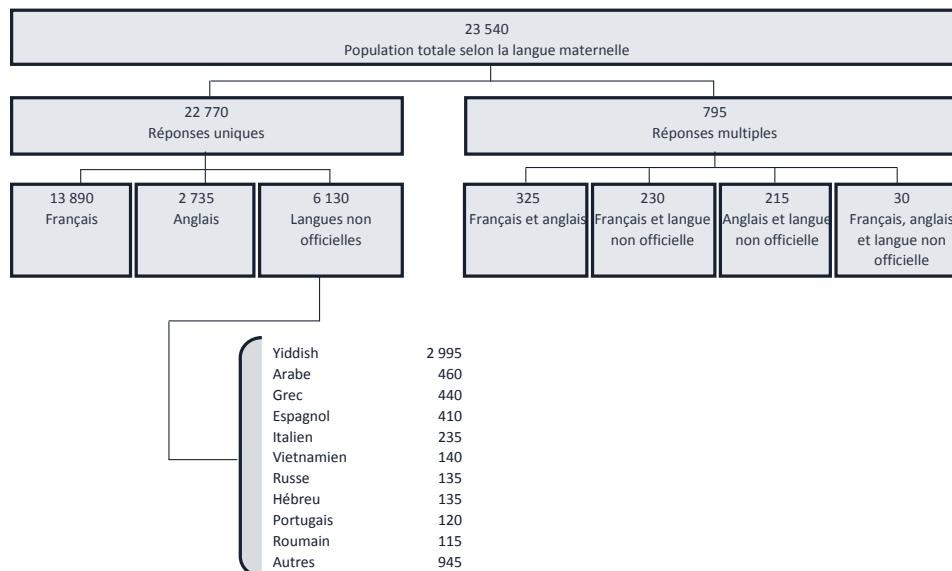 23 540
Population totale selon la langue maternelle
22 770
Réponses uniques
795
Réponses multiples
13 890
Français
2 735
Anglais
6 130
Langues non
officielles
325
Français et anglais
230
Français et langue
non officielle
215
Anglais et langue
non officielle
30
Français, anglais
et langue non
officielle
Yiddish 2 995
Arabe 460
Grec 440
Espagnol 410
Italien 235
Vietnamien 140
Russe 135
Hébreu 135
Portugais 120
Roumain 115
Autres 945